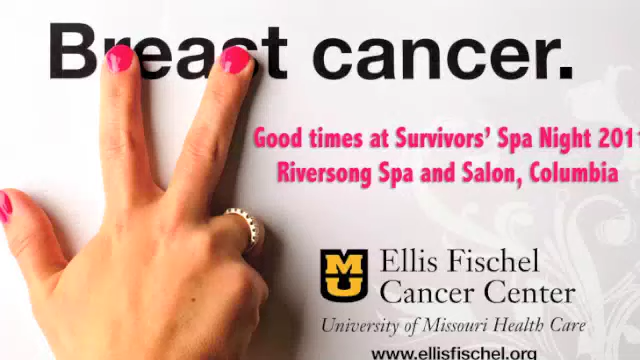 Breast cancer.
Good times at Survivors’ Spa Night 2011
Riversong Spa and Salon, Columbia
MU
Ellis Fischel
Cancer Center
University of Missouri Health Care
www.ellisfischel.org